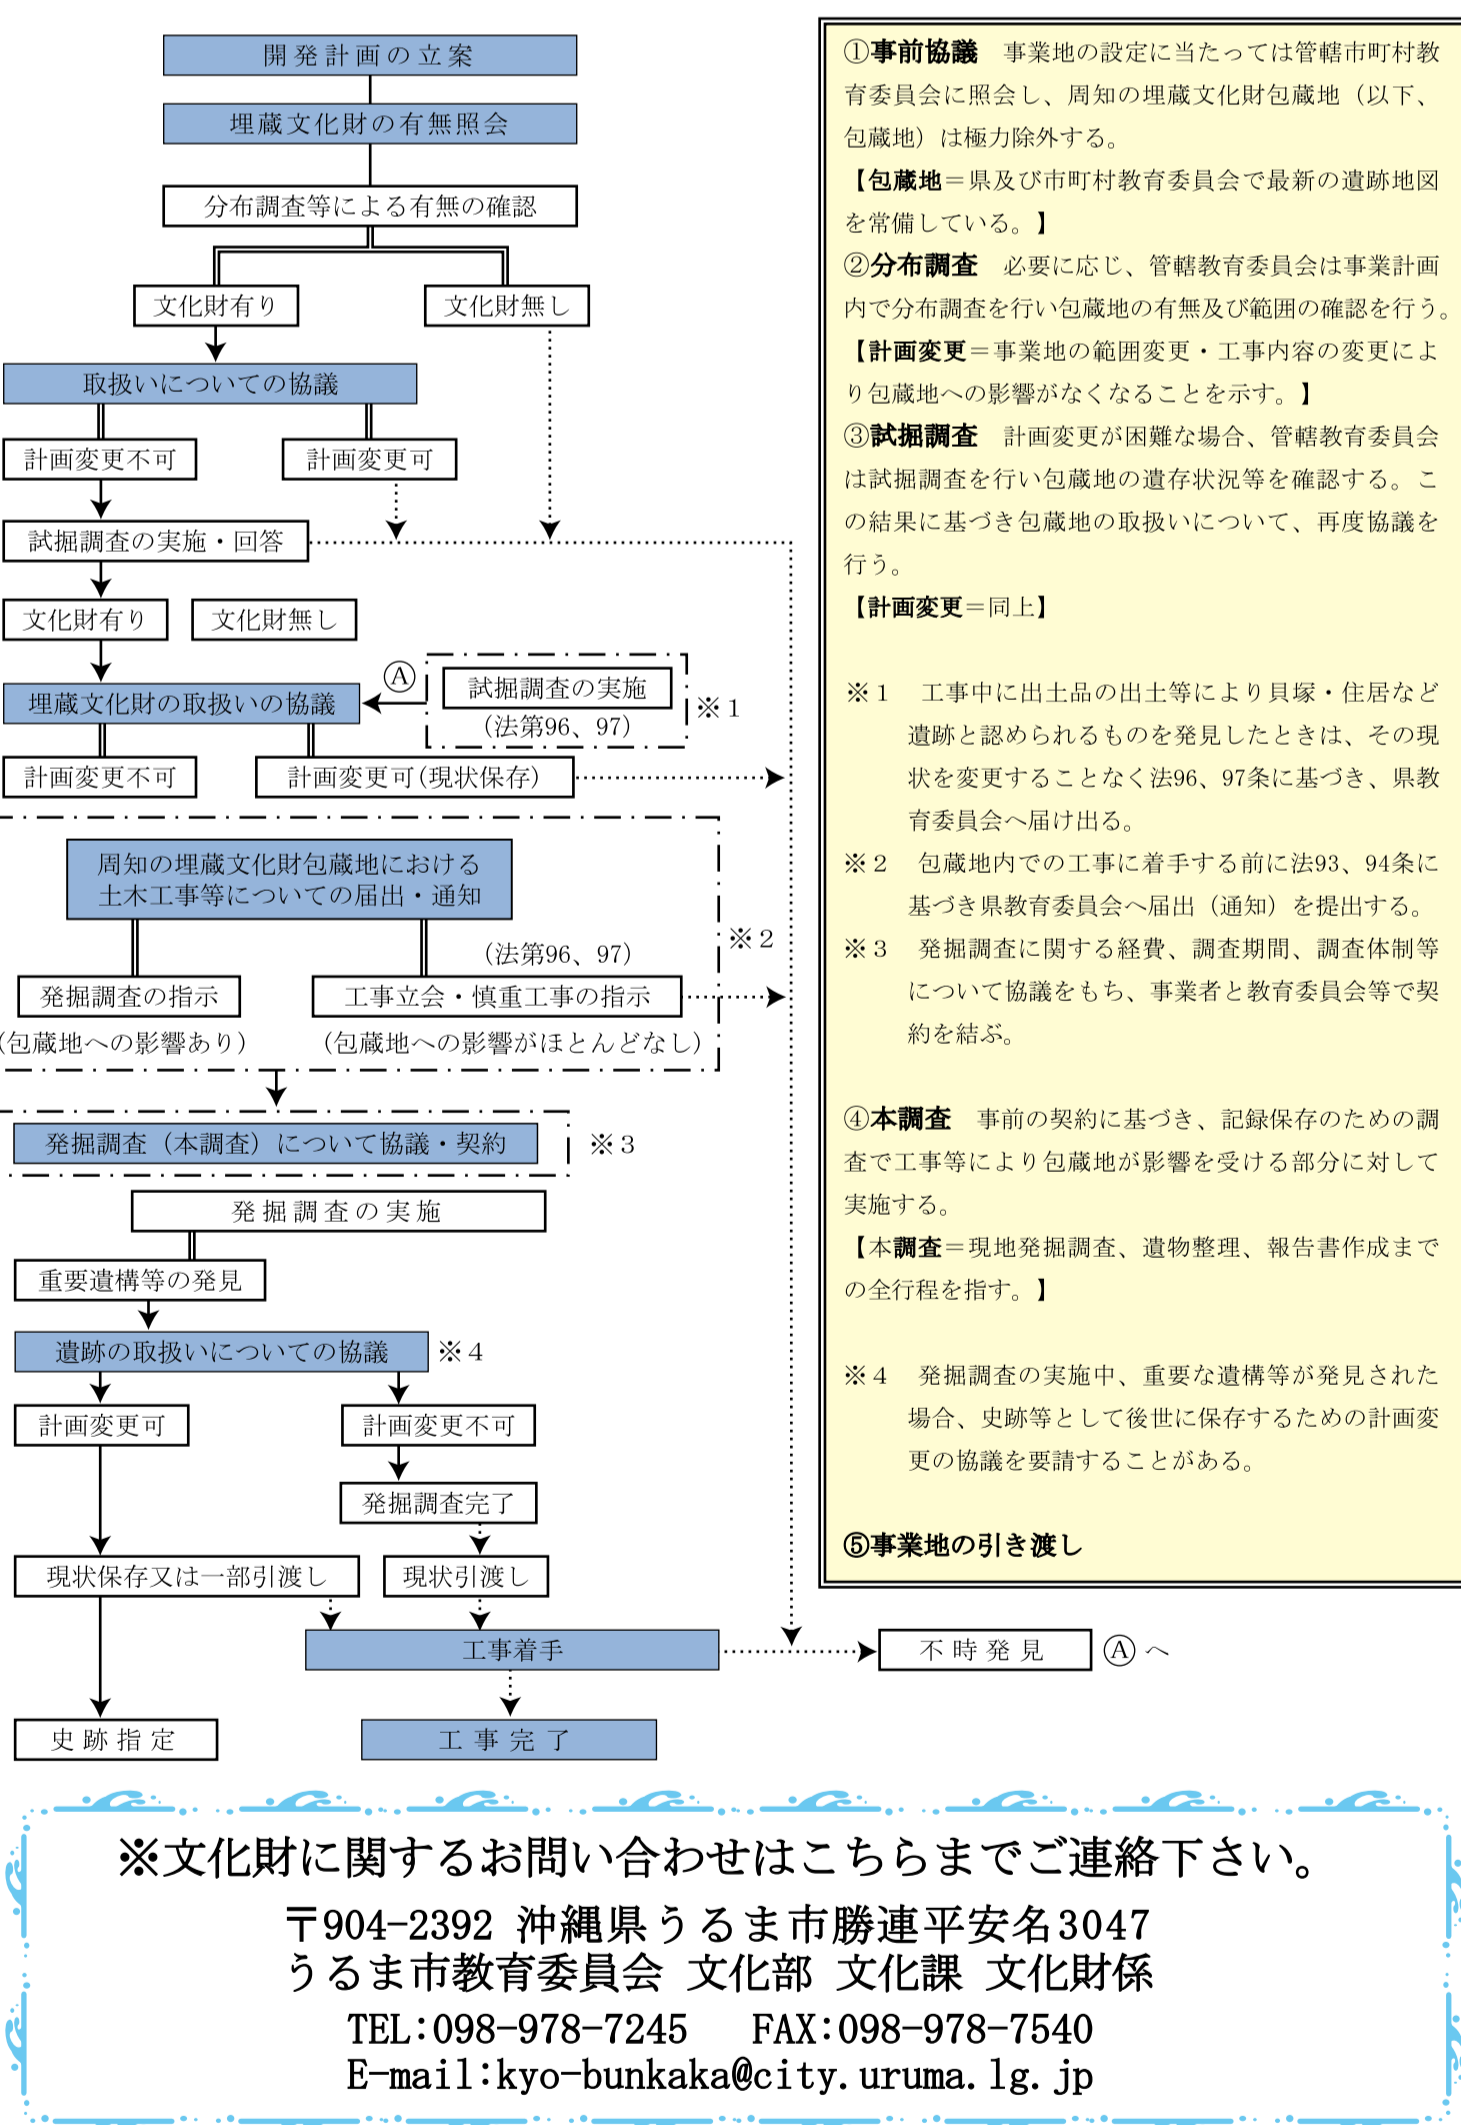 開発計画の立案
埋蔵文化財の有無照会
分布調査等による有無の確認
文化財有り
文化財無し
取扱いについての協議
計画変更不可
計画変更可
試掘調査の実施・回答
文化財有り
文化財無し
Ⓐ
試掘調査の実施
(法第96、97)
※1
埋蔵文化財の取扱いの協議
計画変更不可
計画変更可(現状保存)
周知の埋蔵文化財包蔵地における
土木工事等についての届出・通知
※2
(法第96、97)
発掘調査の指示
工事立会・慎重工事の指示
(包蔵地への影響あり)
(包蔵地への影響がほとんどなし)
発掘調査(本調査)について協議・契約
※3
発掘調査の実施
重要遺構等の発見
遺跡の取扱いについての協議
※4
計画変更可
計画変更不可
発掘調査完了
現状保存又は一部引渡し
現状引渡し
工事着手
不時発見
Ⓐへ
史跡指定
工事完了
①事前協議 事業地の設定に当たっては管轄市町村教
育委員会に照会し、周知の埋蔵文化財包蔵地(以下、
包蔵地)は極力除外する。
【包蔵地=県及び市町村教育委員会で最新の遺跡地図
を常備している。】
②分布調査 必要に応じ、管轄教育委員会は事業計画
内で分布調査を行い包蔵地の有無及び範囲の確認を行う。
【計画変更=事業地の範囲変更・工事内容の変更によ
り包蔵地への影響がなくなることを示す。】
③試掘調査 計画変更が困難な場合、管轄教育委員会
は試掘調査を行い包蔵地の遺存状況等を確認する。こ
の結果に基づき包蔵地の取扱いについて、再度協議を
行う。
【計画変更=同上】
※1 工事中に出土品の出土等により貝塚・住居など
遺跡と認められるものを発見したときは、その現
状を変更することなく法96、97条に基づき、県教
育委員会へ届け出る。
※2 包蔵地内での工事に着手する前に法93、94条に
基づき県教育委員会へ届出(通知)を提出する。
※3 発掘調査に関する経費、調査期間、調査体制等
について協議をもち、事業者と教育委員会等で契
約を結ぶ。
④本調査 事前の契約に基づき、記録保存のための調
査で工事等により包蔵地が影響を受ける部分に対して
実施する。
【本調査=現地発掘調査、遺物整理、報告書作成まで
の全行程を指す。】
※4 発掘調査の実施中、重要な遺構等が発見された
場合、史跡等として後世に保存するための計画変
更の協議を要請することがある。
⑤事業地の引き渡し
※文化財に関するお問い合わせはこちらまでご連絡下さい。
〒904-2392 沖縄県うるま市勝連平安名3047
うるま市教育委員会 文化部 文化課 文化財係
TEL:098-978-7245 FAX:098-978-7540
E-mail:kyo-bunkaka@city.uruma.lg.jp